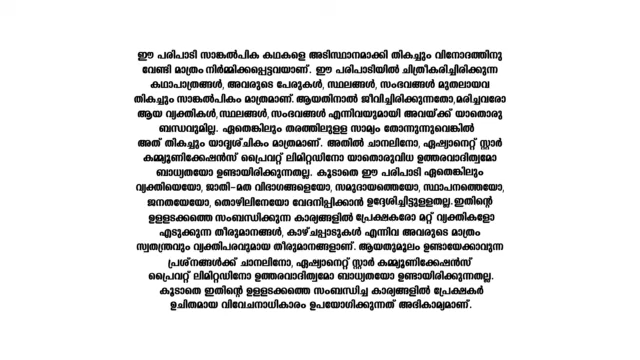 ഈ പരിപാടി സാങ്കൽപിക കഥകളെ അടിസ്ഥാനമാക്കി തികച്ചും വിനോദത്തിനു
വേണ്ടി മാത്രം നിർമ്മിക്കപ്പെട്ടവയാണ്. ഈ പരിപാടിയിൽ ചിത്രീകരിച്ചിരിക്കുന്ന
കഥാപാത്രങ്ങൾ, അവരുടെ പേരുകൾ, സ്ഥലങ്ങൾ, സംഭവങ്ങൾ മുതലായവ
തികച്ചും സാങ്കൽപികം മാത്രമാണ്. ആയതിനാൽ ജീവിച്ചിരിക്കുന്നതോ,മരിച്ചവരോ
ആയ വ്യക്തികൾ,സ്ഥലങ്ങൾ,സംഭവങ്ങൾ എന്നിവയുമായി അവയ്ക്ക് യാതൊരു
ബന്ധവുമില്ല. ഏതെങ്കിലും തരത്തിലുളള സാമ്യം തോന്നുന്നുവെങ്കിൽ
അത് തികച്ചും യാദൃശ്ചികം മാത്രമാണ്. അതിൽ ചാനലിനോ, ഏഷ്യാനെറ്റ് സ്റ്റാർ
കമ്മ്യൂണിക്കേഷൻസ് പ്രൈവറ്റ് ലിമിറ്റഡിനോ യാതൊരുവിധ ഉത്തരവാദിത്വമോ
ബാധ്യതയോ ഉണ്ടായിരിക്കുന്നതല്ല. കൂടാതെ ഈ പരിപാടി ഏതെങ്കിലും
വ്യക്തിയെയോ, ജാതി-മത വിഭാഗങ്ങളെയോ, സമുദായത്തെയോ, സ്ഥാപനത്തെയോ,
ജനതയേയോ, തൊഴിലിനേയോ വേദനിപ്പിക്കാൻ ഉദ്ദേശിച്ചിട്ടുളളതല്ല.ഇതിന്റെ
ഉളളടക്കത്തെ സംബന്ധിക്കുന്ന കാര്യങ്ങളിൽ പ്രേക്ഷകരോ മറ്റ് വ്യക്തികളോ
എടുക്കുന്ന തീരുമാനങ്ങൾ, കാഴ്ചപ്പാടുകൾ എന്നിവ അവരുടെ മാത്രം
സ്വതന്ത്രവും വ്യക്തിപരവുമായ തീരുമാനങ്ങളാണ്. ആയതുമൂലം ഉണ്ടായേക്കാവുന്ന
പ്രശ്നങ്ങൾക്ക് ചാനലിനോ, ഏഷ്യാനെറ്റ് സ്റ്റാർ കമ്മ്യൂണിക്കേഷൻസ്
പ്രൈവറ്റ് ലിമിറ്റഡിനോ ഉത്തരവാദിത്വമോ ബാധ്യതയോ ഉണ്ടായിരിക്കുന്നതല്ല.
കൂടാതെ ഇതിന്റെ ഉളളടക്കത്തെ സംബന്ധിച്ച കാര്യങ്ങളിൽ പ്രേക്ഷകർ
ഉചിതമായ വിവേചനാധികാരം ഉപയോഗിക്കുന്നത് അഭികാമ്യമാണ്.